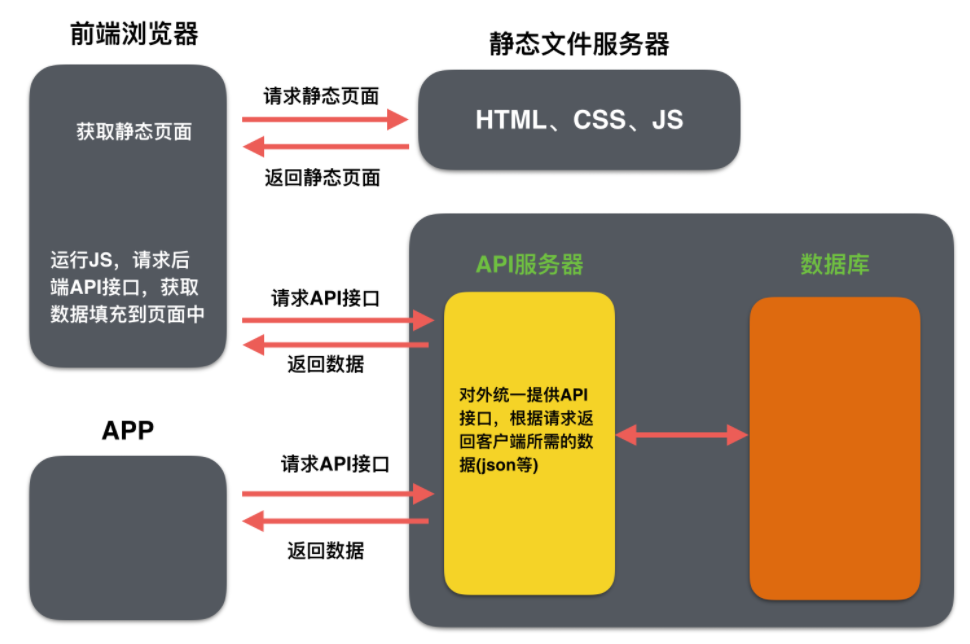 前端浏览器
静态文件服务器
请求静态页面
HTML、CSS、JS
获取静态页面
返回静态页面
运行JS，请求后
端API接口，获取
数据填充到页面中
API服务器
数据库
请求API接口
返回数据
对外统一提供API
接口，根据请求返
回客户端所需的数
据(json等)
APP
请求API接口
返回数据